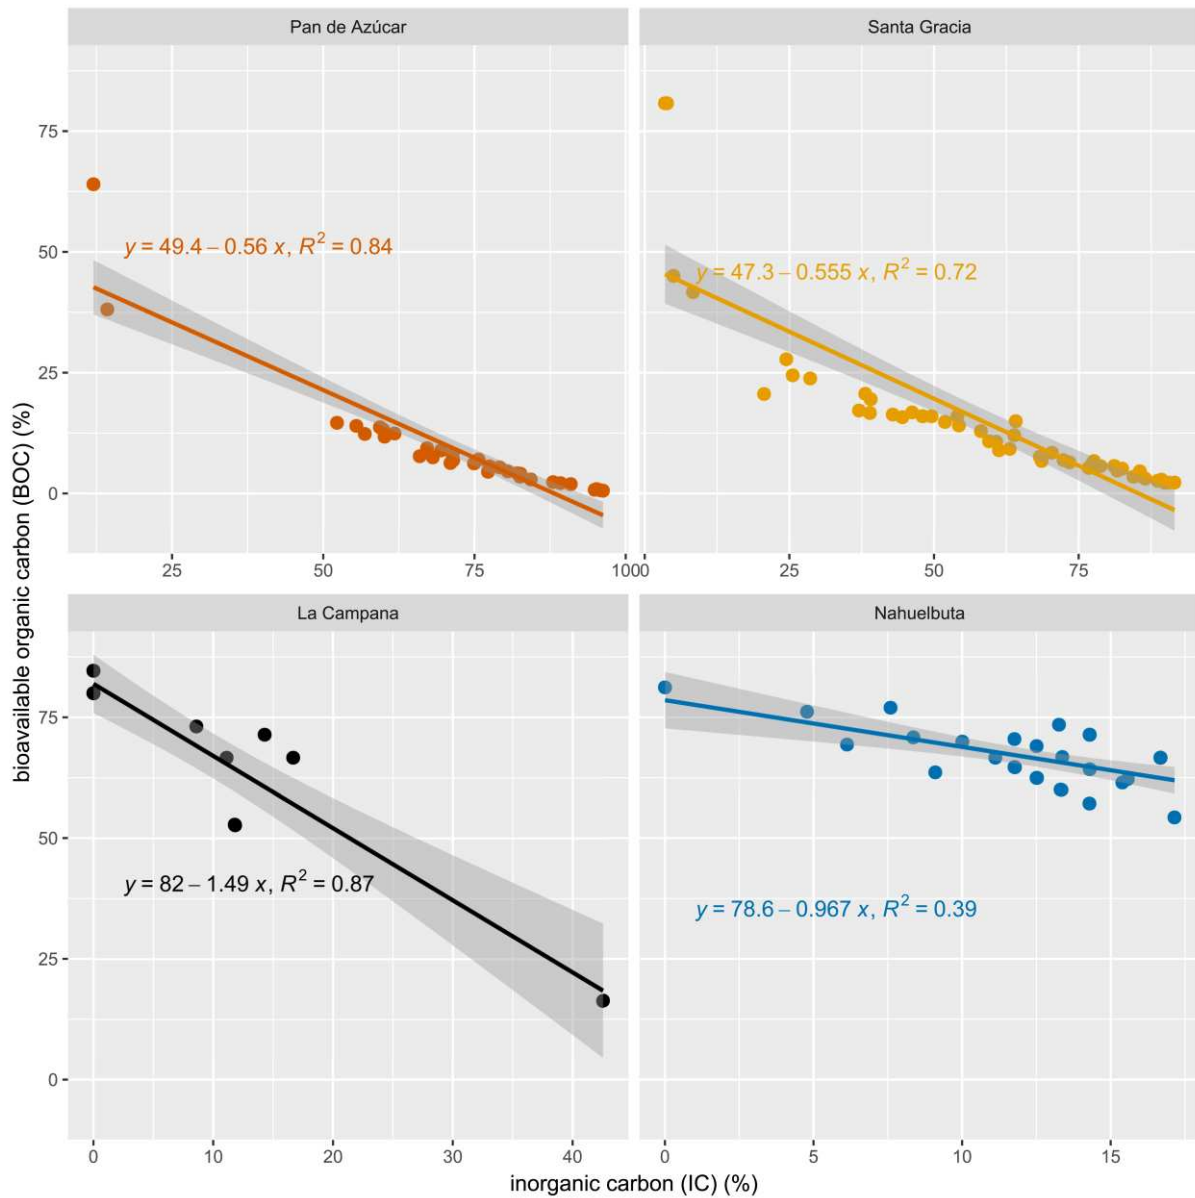 Pan de Azúcar
Santa Gracia
75
50
25
0
y = 49.4 – 0.56 x, R² = 0.84
y = 47.3 – 0.555 x, R² = 0.72
25
50
75
100
0
25
50
75
La Campana
Nahuelbuta
75
50
25
0
y = 82 – 1.49 x, R² = 0.87
y = 78.6 – 0.967 x, R² = 0.39
0
10
20
30
40
0
5
10
15
bioavailable organic carbon (BOC) (%)
inorganic carbon (IC) (%)